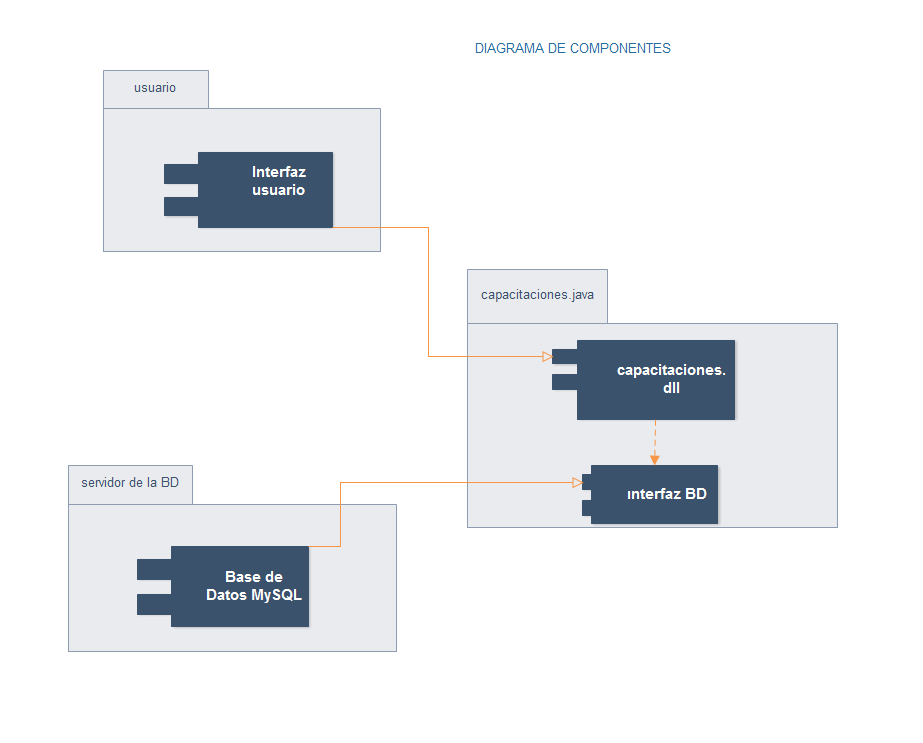 DIAGRAMA DE COMPONENTES
usuario
Interfaz
usuario
capacitaciones.java
capacitaciones.
dll
servidor de la BD
ınterfaz BD
Base de
Datos MySQL